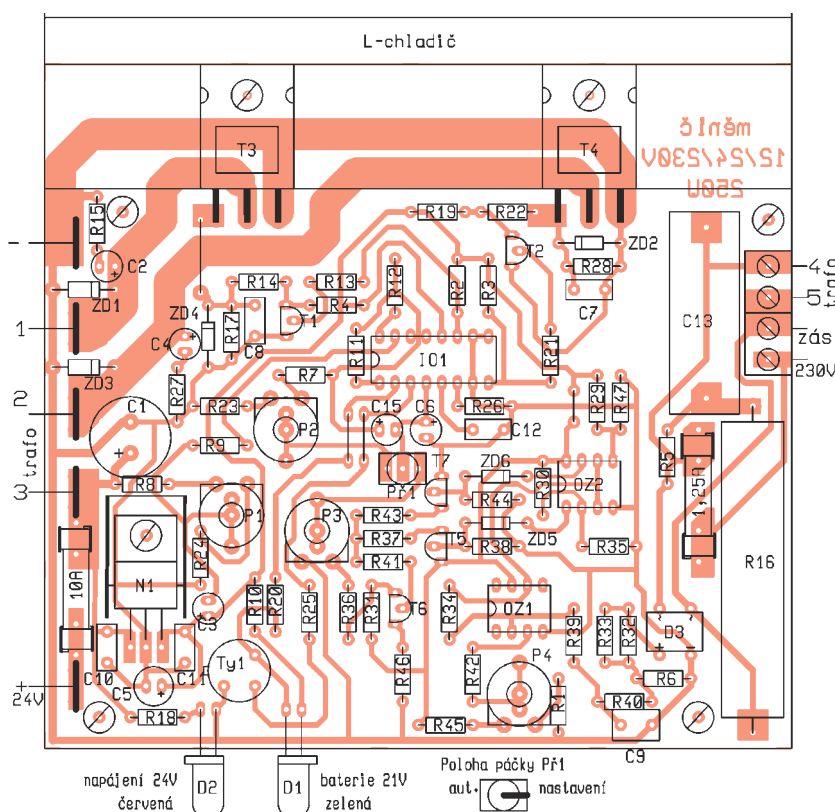 L-chladič
T3
T4
měnič
12/24/230V
250W
R15
R19
R22
T2
ZD2
C2
R28
4
trafo
ZD1
R14
R13
R12
R2
R3
C7
5
ZD4
R17
C8
R4
T1
C13
zás
1
C4
R11
IO1
R21
230V
ZD3
R7
R27
R29
R47
2
C1
R23
P2
C15
C6
R26
C12
trafo
R9
T7
ZD6
R30
OZ2
R5
3
R8
Př1
1,25A
P1
P3
R43
R44
ZD5
R24
R37
T5
R38
R35
R16
10A
N1
R41
C3
R10
R20
R25
R36
R31
T6
R34
OZ1
R39
R33
R32
D3
C10
C11
Ty1
R46
R42
P4
+
24V
C5
R1
R6
R40
R18
R45
C9
napájení 24V
D2
D1
baterie 21V
Poloha páčky Př1
červená
zelená
aut.
nastavení